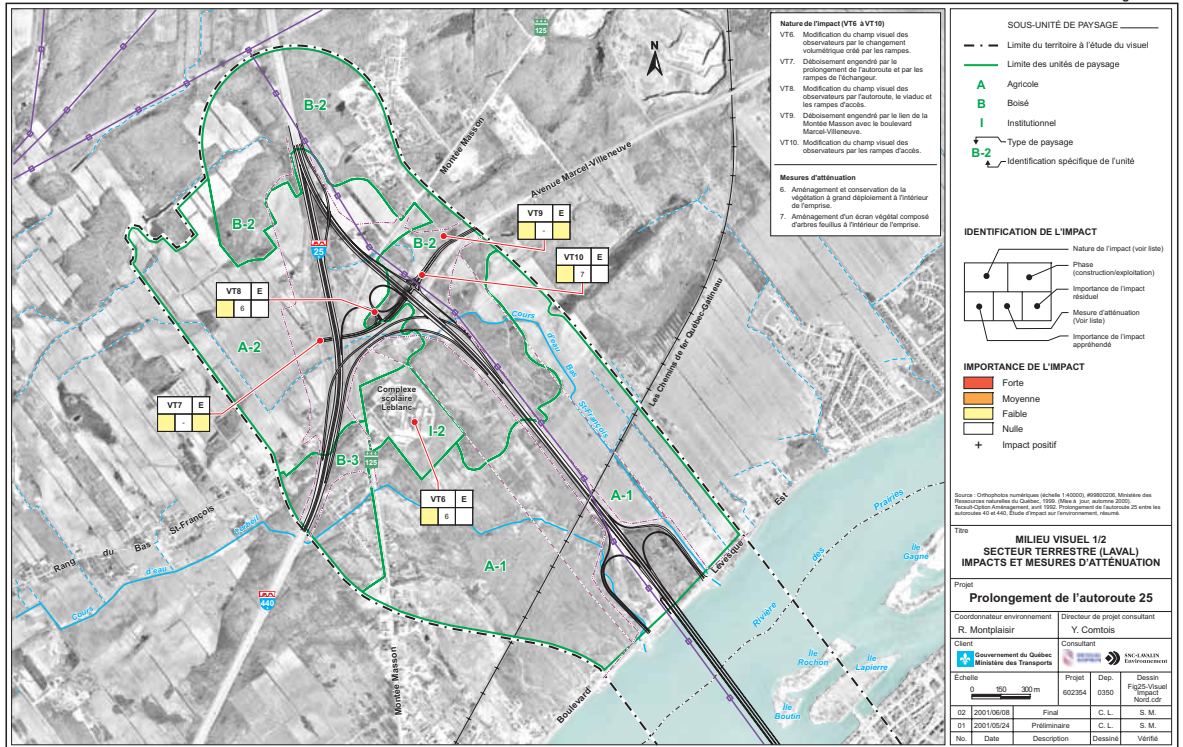 Nature de l'impact (VT6 à VT10)
VT6. Modification du champ visuel des
observateurs par le changement
volumétrique créé par les rampes.
VT7. Déboisement engendré par le
prolongement de l'autoroute et par les
rampes de l'échangeur.
VT8. Modification du champ visuel des
observateurs par l'autoroute, le viaduc et
les rampes d'accès.
VT9. Déboisement engendré par le lien de la
Montée Masson avec le boulevard
Marcel-Villeneuve.
VT10. Modification du champ visuel des
observateurs par les rampes d'accès.
Mesures d'atténuation
6. Aménagement et conservation de la
végétation à grand déploiement à l'intérieur
de l'emprise.
7. Aménagement d'un écran végétal composé
d'arbres feuillus à l'intérieur de l'emprise.
N
125
B-2
Montée Masson
Avenue Marcel-Villeneuve
B-2
25
B-2
VT9 E
-
VT10 E
7
VT8 E
6
A-2
VT7 E
-
Cours
d'eau
Bas
St-François
Les Chemins de fer Québec-Gatineau
Complexe
scolaire
Leblanc
I-2
B-3
125
VT6 E
6
A-1
A-1
Rang du Bas St-François
Cours
d'eau
440
Montée Masson
Boulevard
Lévesque
Est
Rivière
des
Prairies
Île
Gagné
Île
Rochon
Île
Lapierre
Île
Boutin
SOUS-UNITÉ DE PAYSAGE
Limite du territoire à l'étude du visuel
Limite des unités de paysage
A Agricole
B Boisé
I Institutionnel
Type de paysage
B-2
Identification spécifique de l'unité
IDENTIFICATION DE L'IMPACT
Nature de l'impact (voir liste)
Phase
(construction/exploitation)
Importance de l'impact
résiduel
Mesure d'atténuation
(Voir liste)
Importance de l'impact
appréhendé
IMPORTANCE DE L'IMPACT
Forte
Moyenne
Faible
Nulle
+ Impact positif
Source : Orthophotos numériques (échelle 1:40000), #99800206, Ministère des
Ressources naturelles du Québec, 1999. (Mise à jour, automne 2000).
Tecsult-Option Aménagement, avril 1992. Prolongement de l'autoroute 25 entre les
autoroutes 40 et 440, Étude d'impact sur l'environnement, résumé.
Titre
MILIEU VISUEL 1/2
SECTEUR TERRESTRE (LAVAL)
IMPACTS ET MESURES D'ATTÉNUATION
Projet
Prolongement de l'autoroute 25
Coordonnateur environnement Directeur de projet consultant
R. Montplaisir Y. Comtois
Client Consultant
Gouvernement du Québec
Ministère des Transports
SNC-LAVALIN
Environnement
Échelle Projet Dep. Dessin
0 150 300 m
602354 0350 Fig25-Visuel
Impact
Nord.cdr
02 2001/06/08 Final C. L. S. M.
01 2001/05/24 Préliminaire C. L. S. M.
No. Date Description Dessiné Vérifié